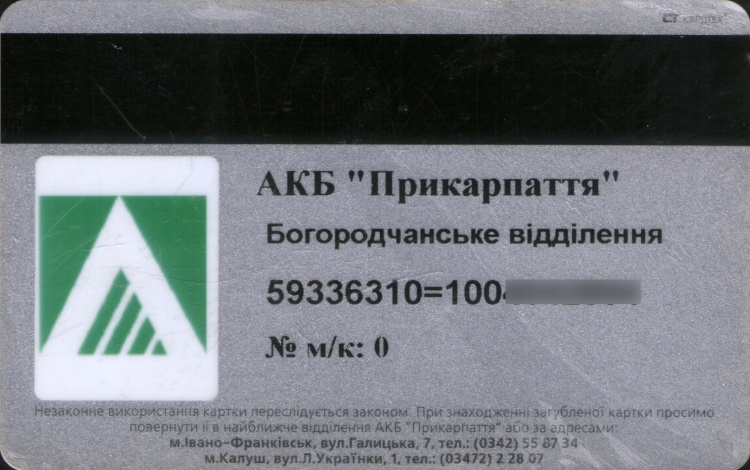 СТ КАРДТЕХ
АКБ "Прикарпаття"
Богородчанське відділення
59336310=100
№ м/к: 0
Незаконне використання картки переслідується законом. При знаходженні загубленої картки просимо
повернути її в найближче відділення АКБ "Прикарпаття" або за адресами:
м.Івано-Франківськ, вул.Галицька, 7, тел.: (0342) 55 87 34
м.Калуш, вул.Л.Українки, 1, тел.: (03472) 2 28 07